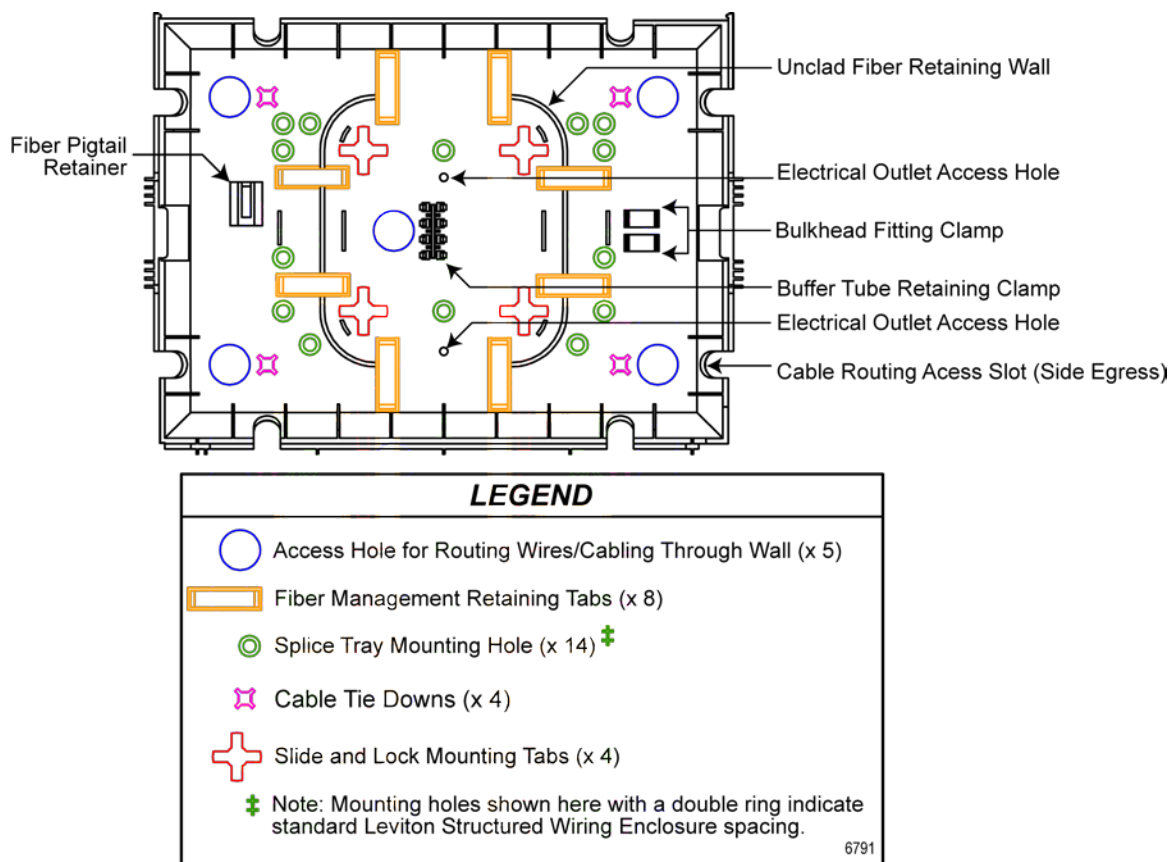 Unclad Fiber Retaining Wall
Fiber Pigtail
Retainer
Electrical Outlet Access Hole
Bulkhead Fitting Clamp
Buffer Tube Retaining Clamp
Electrical Outlet Access Hole
Cable Routing Acess Slot (Side Egress)
LEGEND
Access Hole for Routing Wires/Cabling Through Wall (x 5)
Fiber Management Retaining Tabs (x 8)
Splice Tray Mounting Hole (x 14) ‡
Cable Tie Downs (x 4)
Slide and Lock Mounting Tabs (x 4)
‡ Note: Mounting holes shown here with a double ring indicate
standard Leviton Structured Wiring Enclosure spacing.
6791